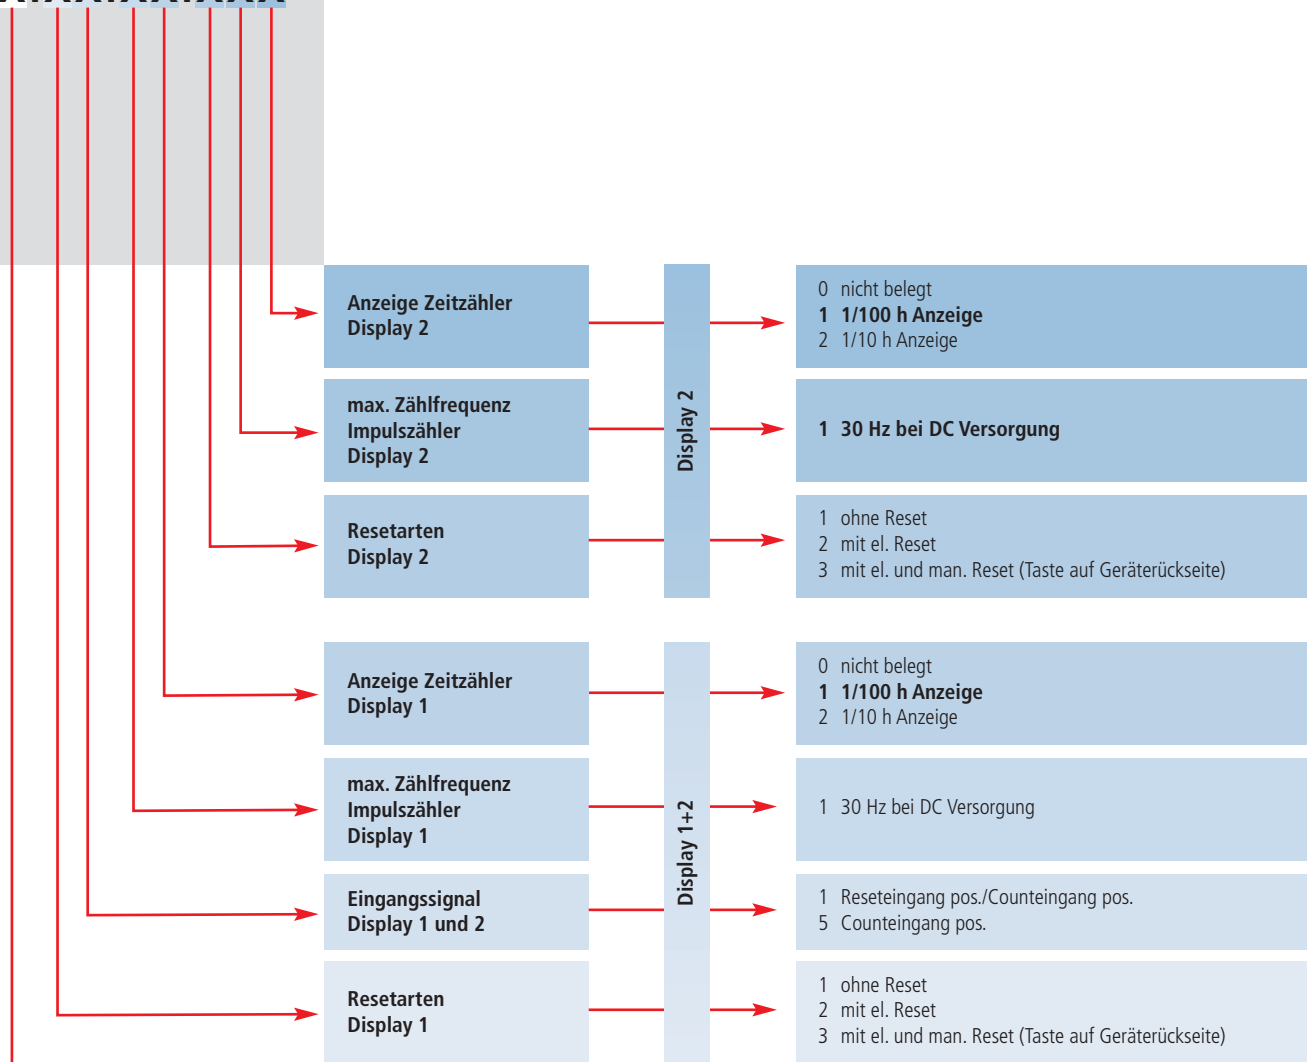 Anzeige Zeitzähler
Display 2
0 nicht belegt
1 1/100 h Anzeige
2 1/10 h Anzeige
max. Zählfrequenz
Impulszähler
Display 2
1 30 Hz bei DC Versorgung
Resetarten
Display 2
1 ohne Reset
2 mit el. Reset
3 mit el. und man. Reset (Taste auf Geräterückseite)
Display 2
Anzeige Zeitzähler
Display 1
0 nicht belegt
1 1/100 h Anzeige
2 1/10 h Anzeige
max. Zählfrequenz
Impulszähler
Display 1
1 30 Hz bei DC Versorgung
Eingangssignal
Display 1 und 2
1 Reseteingang pos./Counteingang pos.
5 Counteingang pos.
Resetarten
Display 1
1 ohne Reset
2 mit el. Reset
3 mit el. und man. Reset (Taste auf Geräterückseite)
Display 1+2